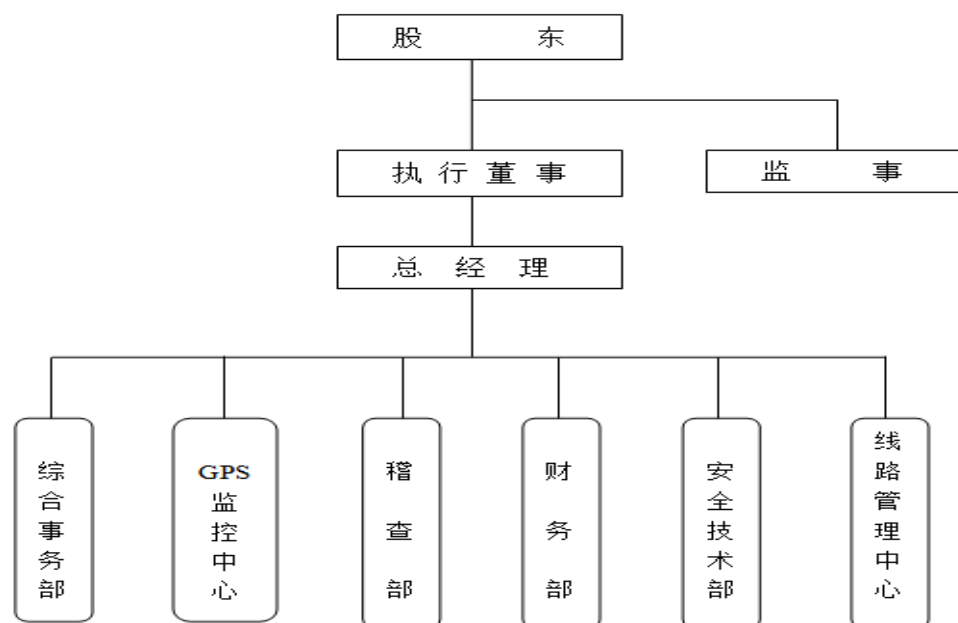 股东
执行董事
监事
总经理
综合事务部
GPS监控中心
稽查部
财务部
安全技术部
线路管理中心